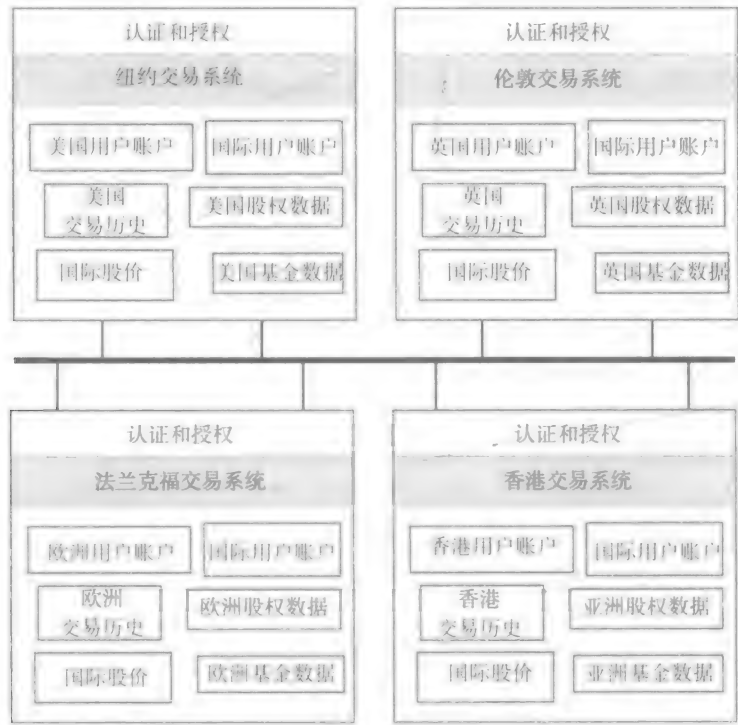 认证和授权
纽约交易系统
美国用户账户
国际用户账户
美国
交易历史
美国股权数据
国际股价
美国基金数据
认证和授权
伦敦交易系统
英国用户账户
国际用户账户
英国
交易历史
英国股权数据
国际股价
英国基金数据
认证和授权
法兰克福交易系统
欧洲用户账户
国际用户账户
欧洲
交易历史
欧洲股权数据
国际股价
欧洲基金数据
认证和授权
香港交易系统
香港用户账户
国际用户账户
香港
交易历史
亚洲股权数据
国际股价
亚洲基金数据